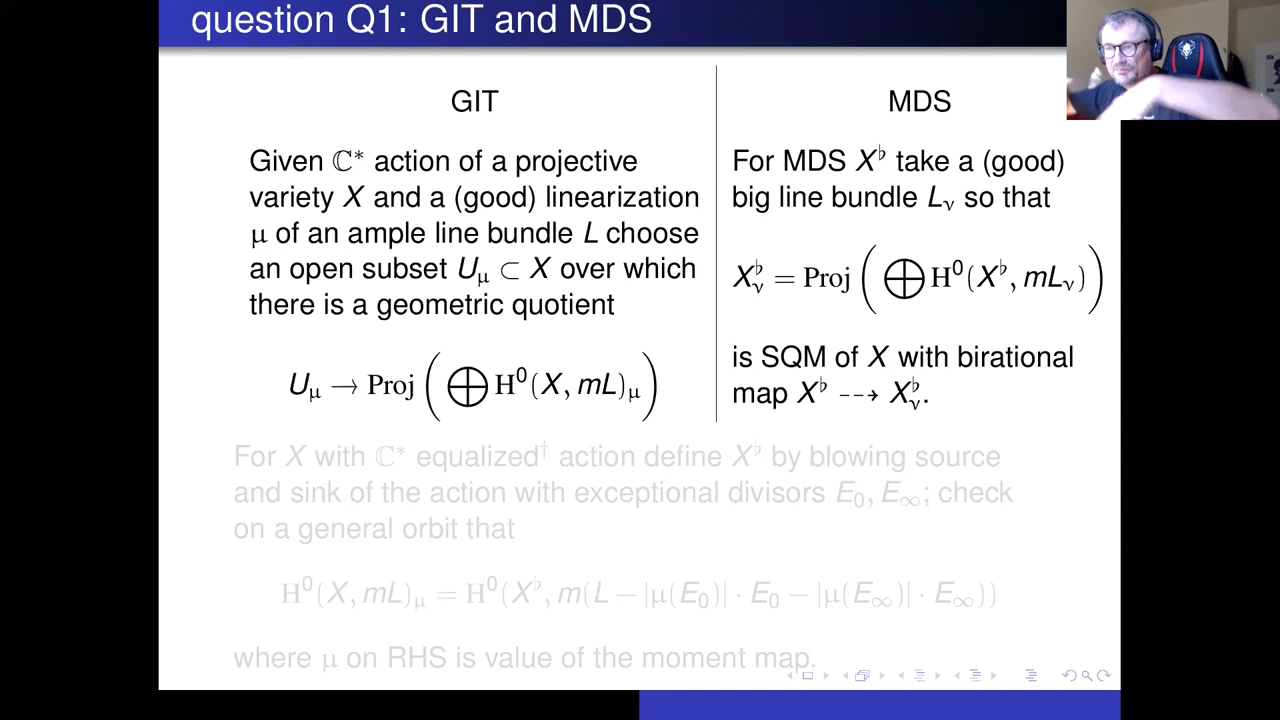 question Q1: GIT and MDS
GIT
Given ℂ* action of a projective
variety X and a (good) linearization
μ of an ample line bundle L choose
an open subset U_μ ⊂ X over which
there is a geometric quotient
U_μ → Proj(⊕ H⁰(X, mL)_μ)
MDS
For MDS X^♭ take a (good)
big line bundle L_ν so that
X^♭_ν = Proj(⊕ H⁰(X^♭, mL_ν))
is SQM of X with birational
map X^♭ ⇢ X^♭_ν.
For X with ℂ* equalized† action define X^♭ by blowing source
and sink of the action with exceptional divisors E_0, E_∞; check
on a general orbit that
H⁰(X, mL)_μ = H⁰(X^♭, m(L − |μ(E_0)| · E_0 − |μ(E_∞)| · E_∞))
where μ on RHS is value of the moment map.